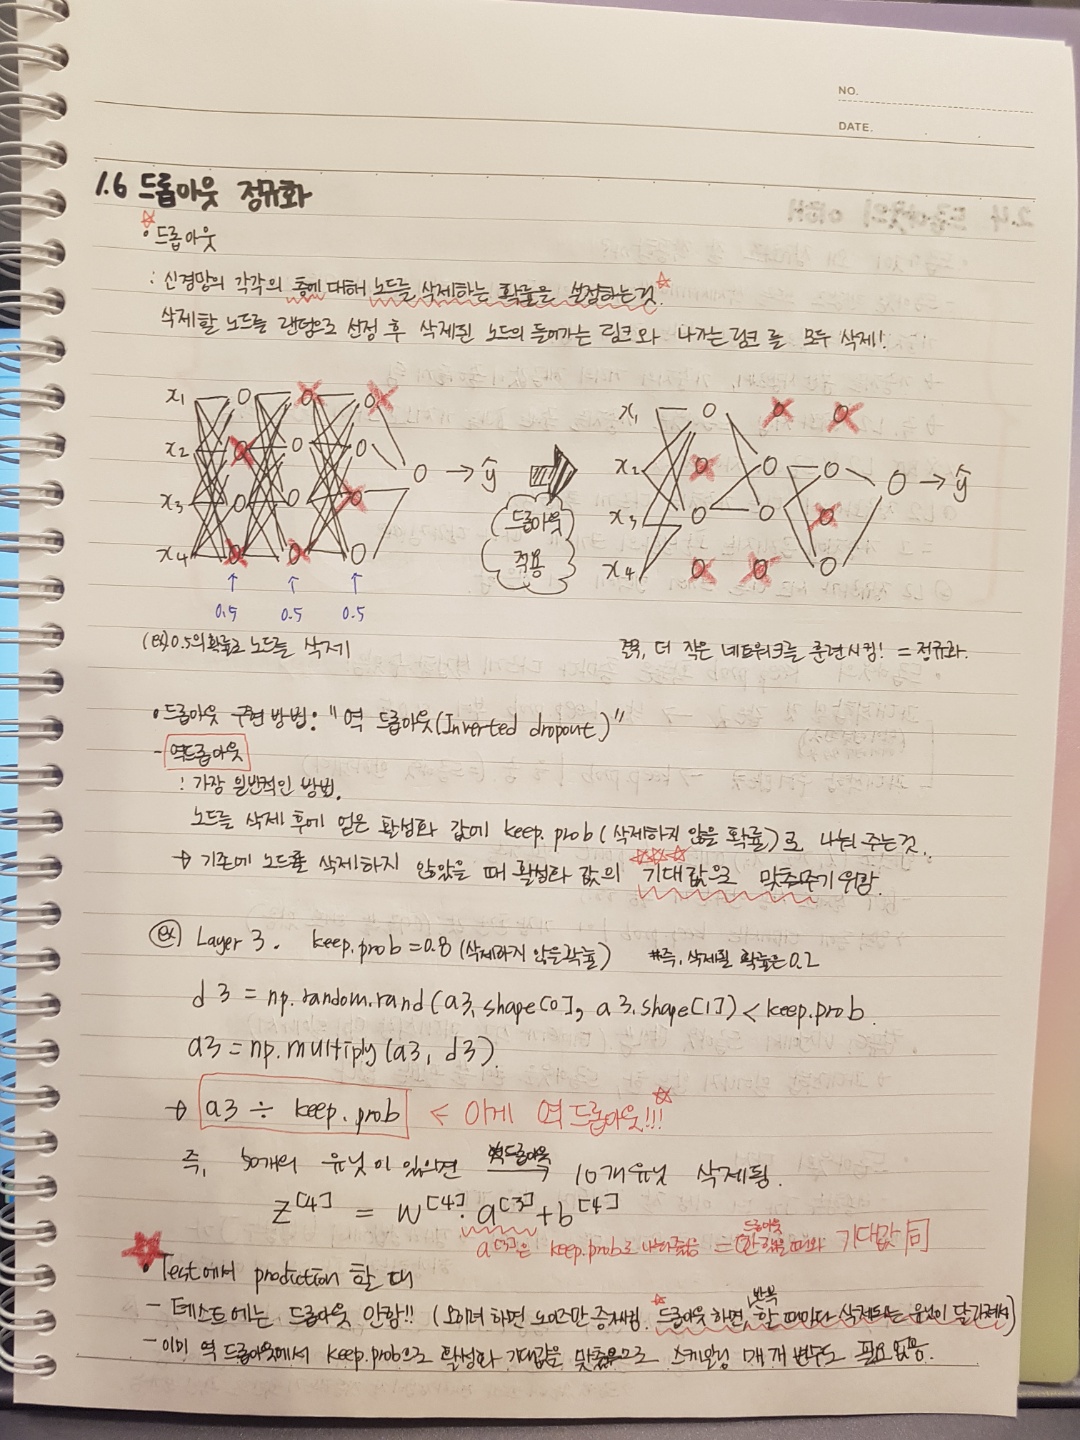 NO.
DATE.
1.6 드롭아웃 정규화
• 드롭아웃
: 신경망의 각각의 층에 대해 노드를 삭제하는 확률을 설정하는것.
삭제할 노드를 랜덤으로 선정 후 삭제된 노드의 들어가는 링크와 나가는 링크를 모두 삭제!
x1
x2
x3
x4
→ ŷ
0.5 0.5 0.5
드롭아웃
적용
x1
x2
x3
x4
→ ŷ
(ex) 0.5의 확률로 노드를 삭제
결국, 더 작은 네트워크를 훈련시킴! = 정규화.
• 드롭아웃 구현 방법: "역 드롭아웃(Inverted dropout)"
- 역드롭아웃
: 가장 일반적인 방법.
노드를 삭제 후에 얻은 활성화 값에 keep.prob(삭제하지 않을 확률)로 나눠 주는것.
→ 기존에 노드를 삭제하지 않았을 때 활성화 값의 기대값으로 맞춰주기 위함.
ex) Layer 3. keep.prob=0.8 (삭제하지 않은확률) #즉, 삭제될 확률은 0.2
d3 = np.random.rand(a3.shape[0], a3.shape[1]) < keep.prob
a3 = np.multiply(a3, d3)
→ a3 ÷ keep.prob ← 이게 역 드롭아웃!!!
즉, 50개의 유닛이 있으면 역드롭아웃 10개유닛 삭제됨.
z[4] = w[4]. a[3] + b[4]
a[3]은 keep.prob로 나눠줬음 = 드롭아웃 안 했을 때와 기대값 同
• Test에서 prediction 할 때
- 테스트에는 드롭아웃 안함!! (오히려 하면 노이즈만 증가시킴. 드롭아웃 하면, 반복 할 때마다 삭제되는 유닛이 달라져서)
- 이미 역 드롭아웃에서 keep.prob으로 활성화 기대값을 맞췄으므로 스케일링 매개 변수도 필요없음.